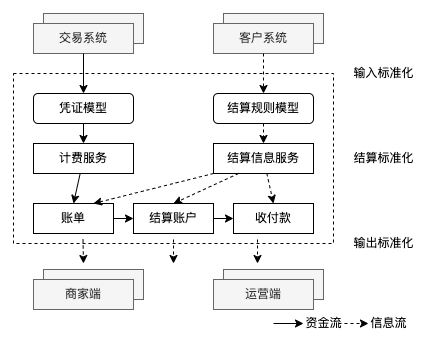 交易系统
客户系统
输入标准化
凭证模型
结算规则模型
计费服务
结算信息服务
结算标准化
账单
结算账户
收付款
输出标准化
商家端
运营端
资金流
信息流